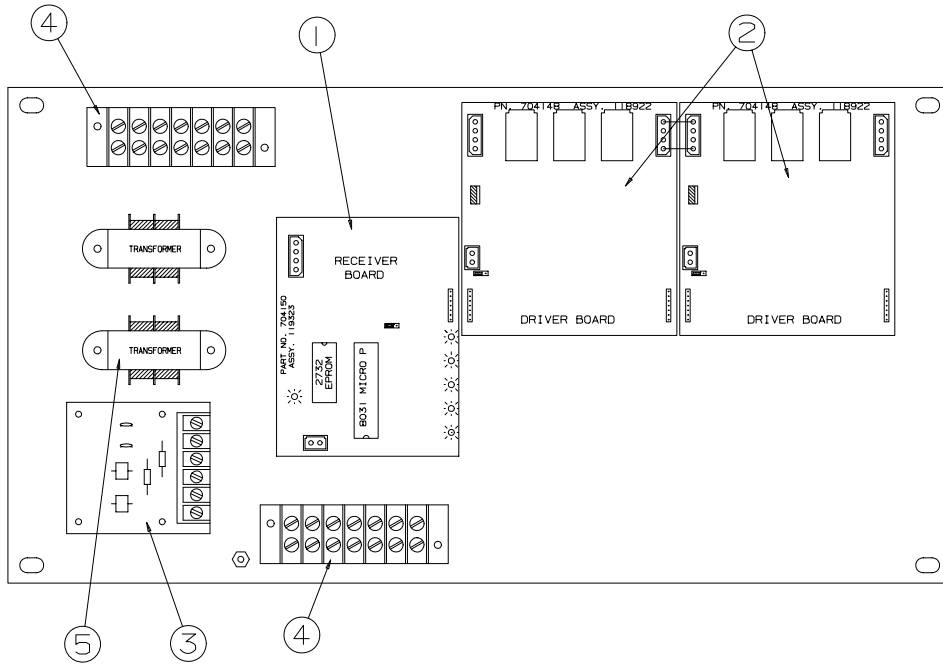 4
1
2
PN. 704148 ASSY. 118922
PN. 704148 ASSY. 118922
TRANSFORMER
RECEIVER
BOARD
DRIVER BOARD
DRIVER BOARD
PART NO. 704150
ASSY. 119323
TRANSFORMER
2732
EPROM
8031 MICRO P
5
3
4